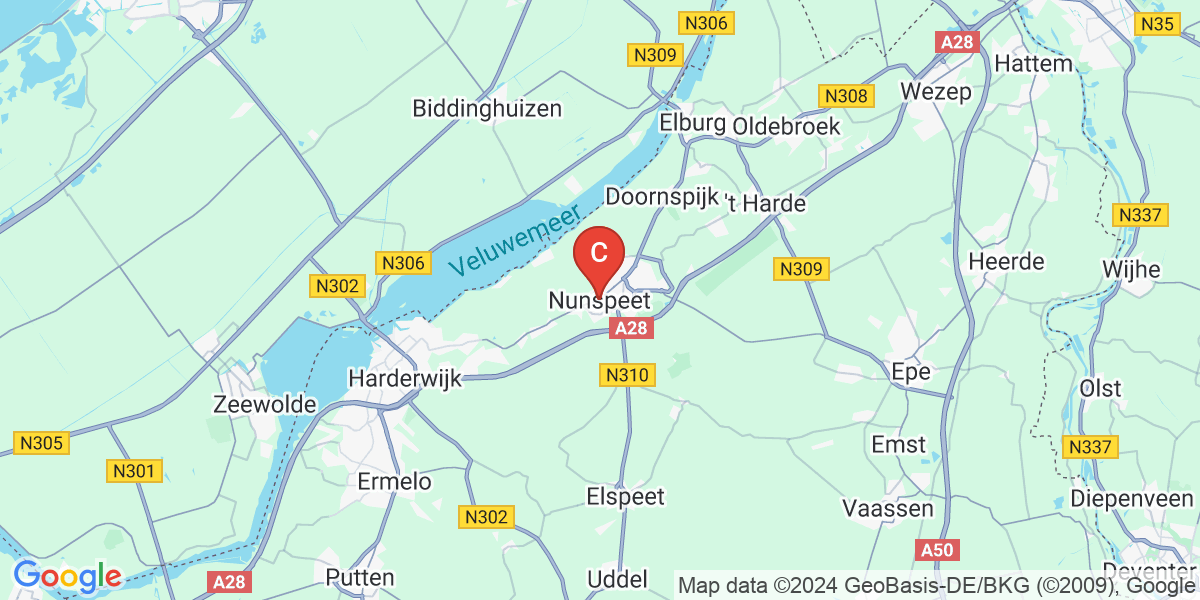 N306
N35
A28
N309
Hattem
Wezep
N308
Biddinghuizen
Elburg
Oldebroek
Doornspijk
't Harde
N337
Veluwemeer
C
N306
N309
Heerde
Wijhe
N302
Nunspeet
A28
Harderwijk
N310
Epe
Olst
Zeewolde
N305
Emst
N337
N301
Ermelo
Elspeet
Diepenveen
N302
Vaassen
A50
Google
A28
Putten
Uddel
Deventer
Map data ©2024 GeoBasis-DE/BKG (©2009), Google